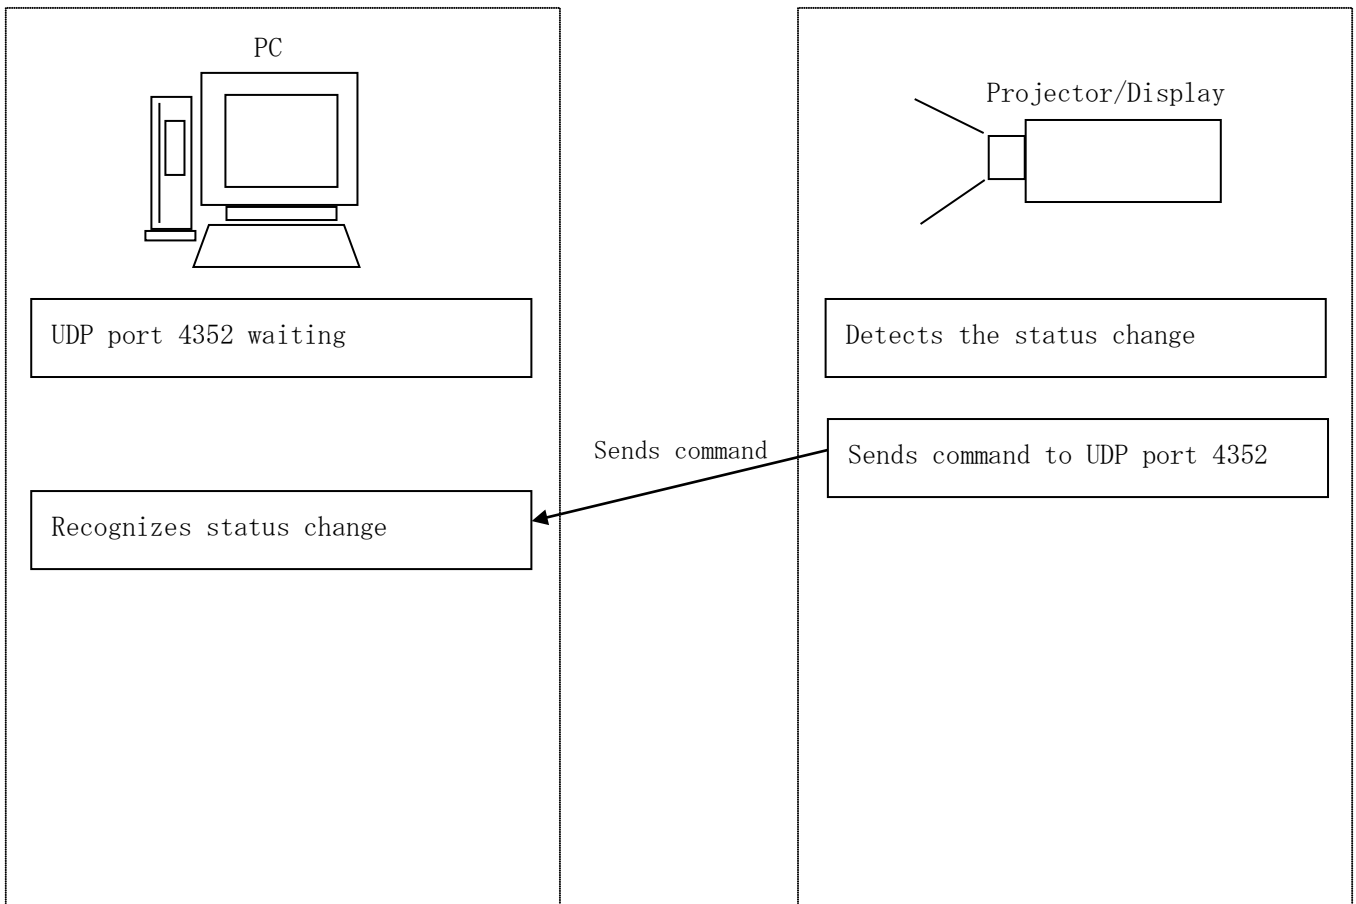 PC
Projector/Display
UDP port 4352 waiting
Detects the status change
Sends command
Sends command to UDP port 4352
Recognizes status change